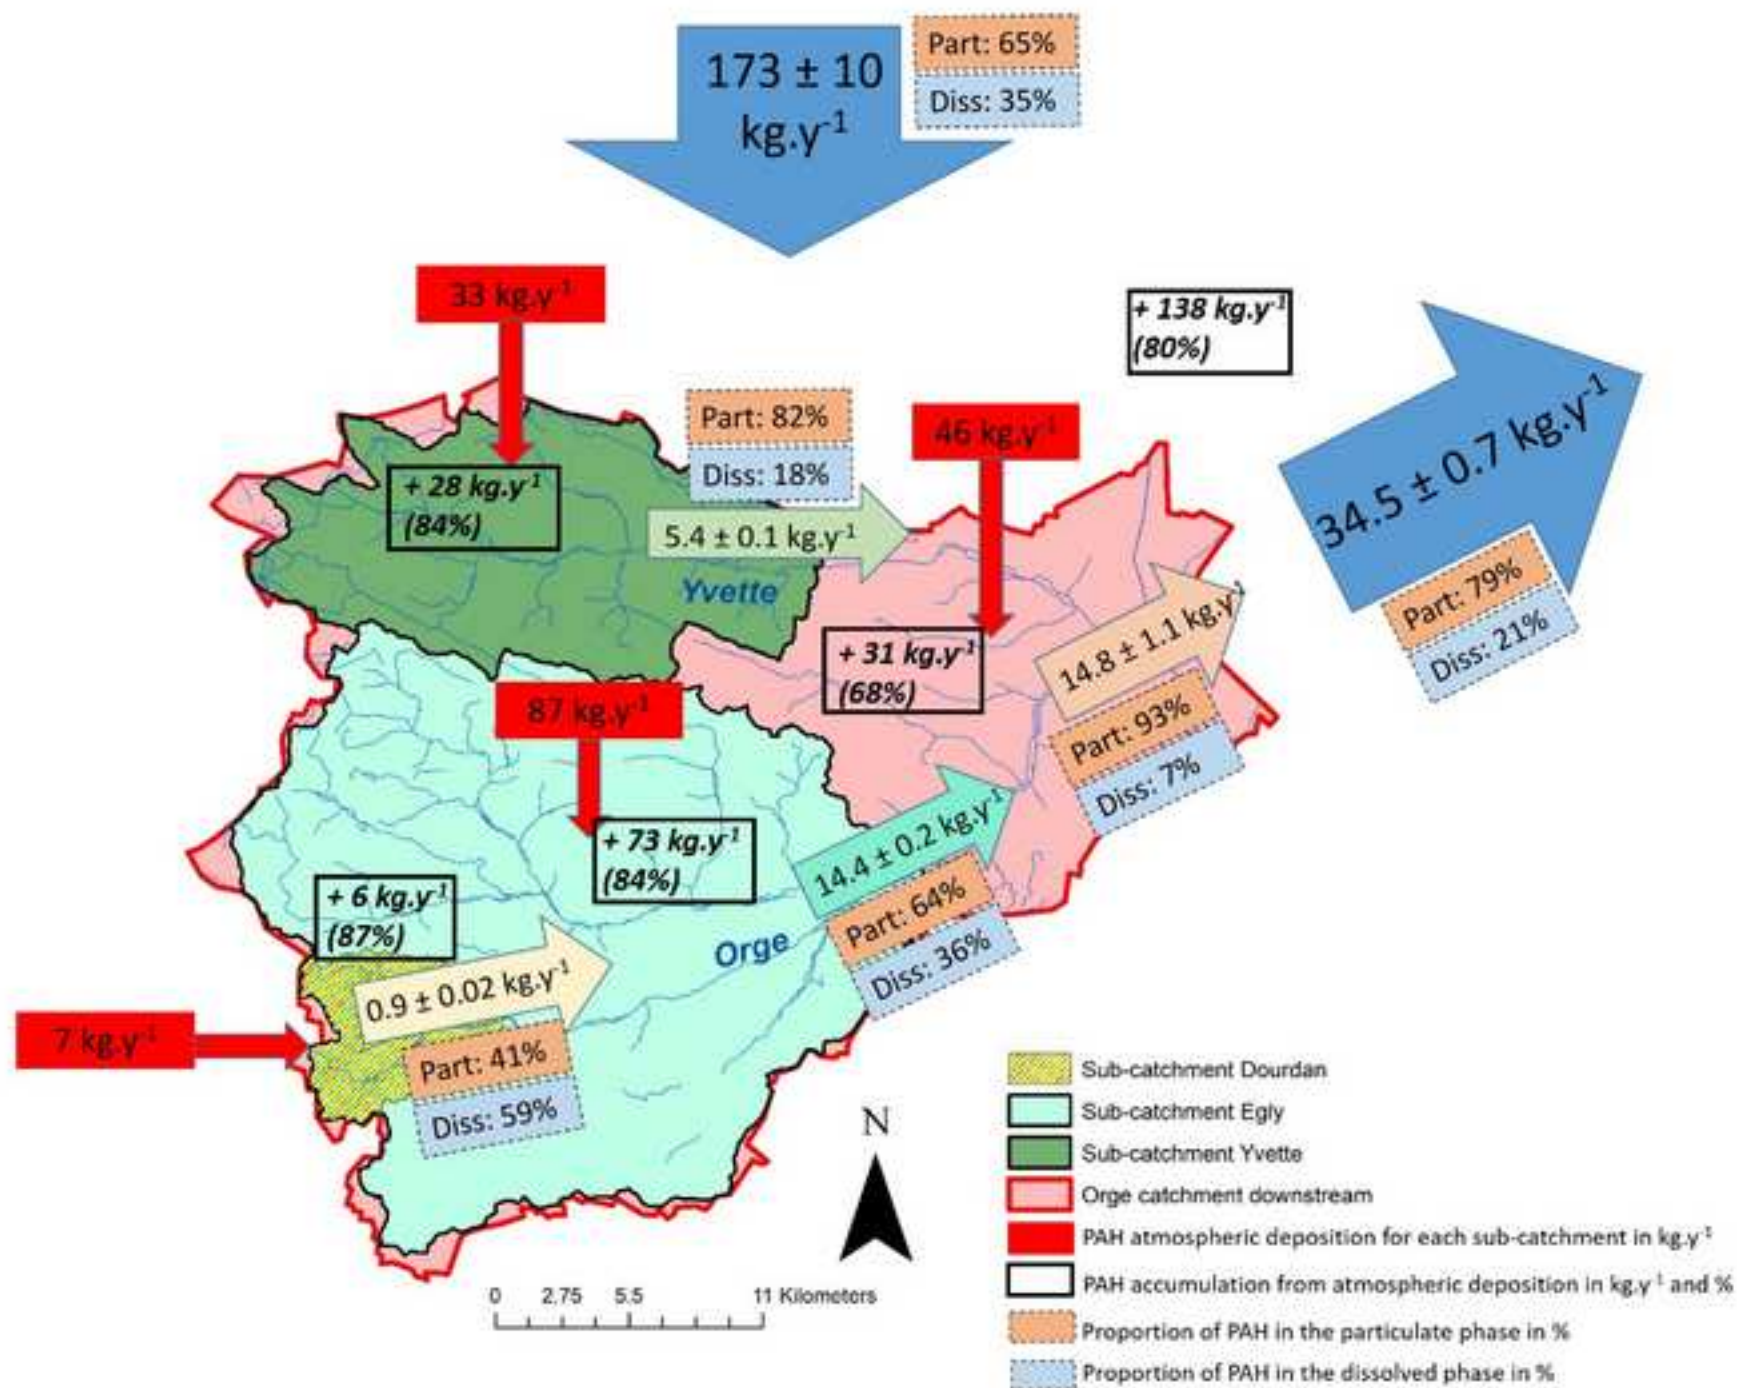 173 ± 10
kg.y-1
Part: 65%
Diss: 35%
33 kg.y-1
+ 138 kg.y-1
(80%)
34.5 ± 0.7 kg.y-1
Part: 79%
Diss: 21%
Part: 82%
Diss: 18%
46 kg.y-1
+ 28 kg.y-1
(84%)
5.4 ± 0.1 kg.y-1
Yvette
+ 31 kg.y-1
(68%)
14.8 ± 1.1 kg.y-1
Part: 93%
Diss: 7%
87 kg.y-1
+ 73 kg.y-1
(84%)
14.4 ± 0.2 kg.y-1
Part: 64%
Diss: 36%
+ 6 kg.y-1
(87%)
Orge
0.9 ± 0.02 kg.y-1
7 kg.y-1
Part: 41%
Diss: 59%
N
0 2.75 5.5 11 Kilometers
Sub-catchment Dourdan
Sub-catchment Egly
Sub-catchment Yvette
Orge catchment downstream
PAH atmospheric deposition for each sub-catchment in kg.y-1
PAH accumulation from atmospheric deposition in kg.y-1 and %
Proportion of PAH in the particulate phase in %
Proportion of PAH in the dissolved phase in %